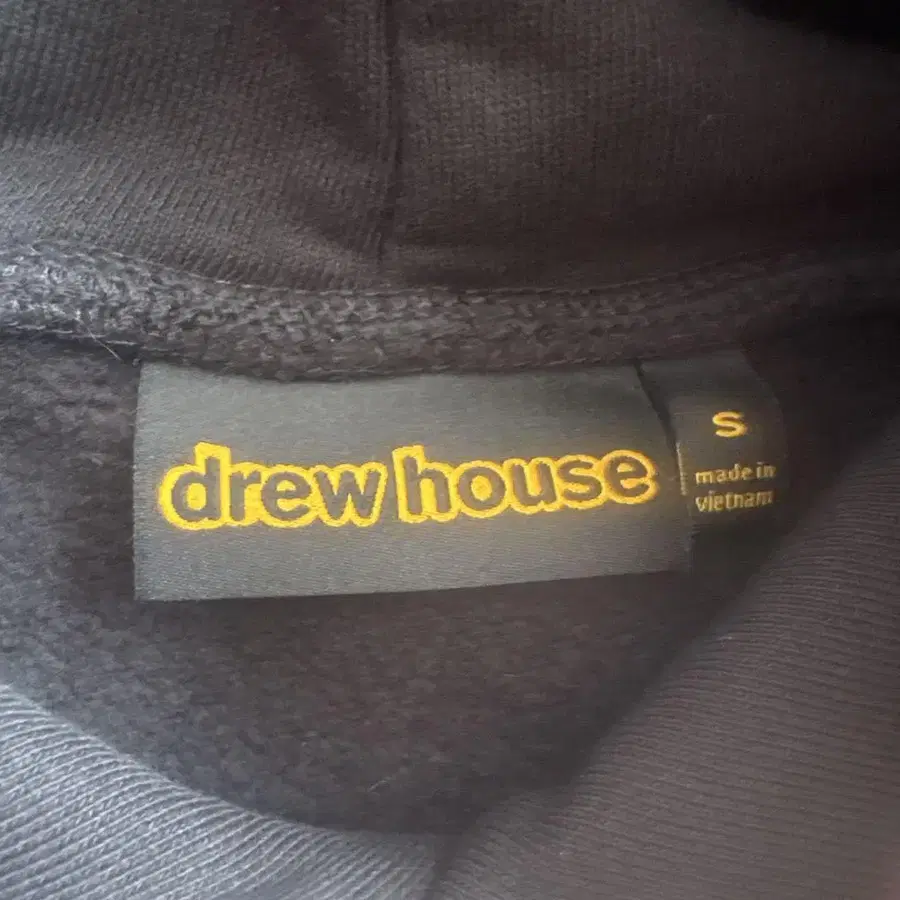 drew house
S
made in
vietnam